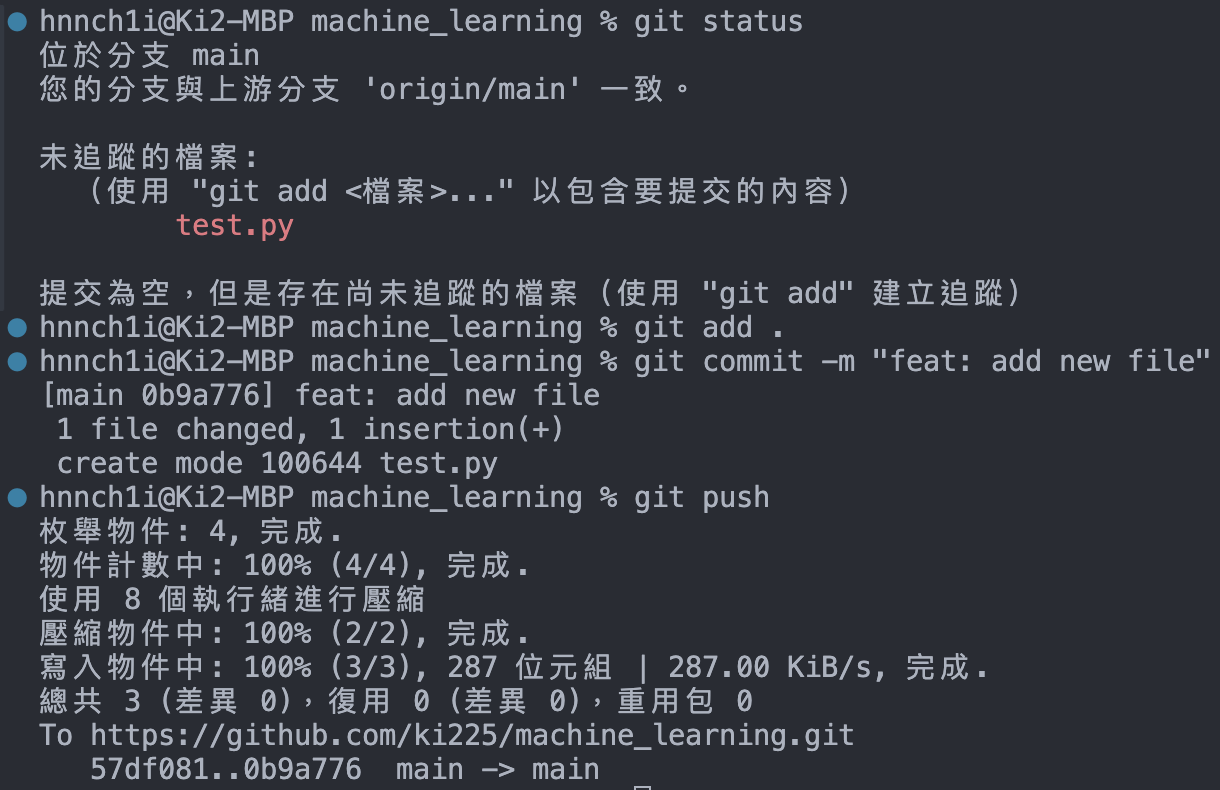 hnnch1i@Ki2-MBP machine_learning % git status
位於分支 main
您的分支與上游分支 'origin/main' 一致。
未追蹤的檔案:
（使用 "git add <檔案>..." 以包含要提交的內容）
test.py
提交為空，但是存在尚未追蹤的檔案（使用 "git add" 建立追蹤）
hnnch1i@Ki2-MBP machine_learning % git add .
hnnch1i@Ki2-MBP machine_learning % git commit -m "feat: add new file"
[main 0b9a776] feat: add new file
1 file changed, 1 insertion(+)
create mode 100644 test.py
hnnch1i@Ki2-MBP machine_learning % git push
枚舉物件: 4, 完成.
物件計數中: 100% (4/4), 完成.
使用 8 個執行緒進行壓縮
壓縮物件中: 100% (2/2), 完成.
寫入物件中: 100% (3/3), 287 位元組 | 287.00 KiB/s, 完成.
總共 3 (差異 0)，復用 0 (差異 0)，重用包 0
To https://github.com/ki225/machine_learning.git
57df081..0b9a776  main -> main